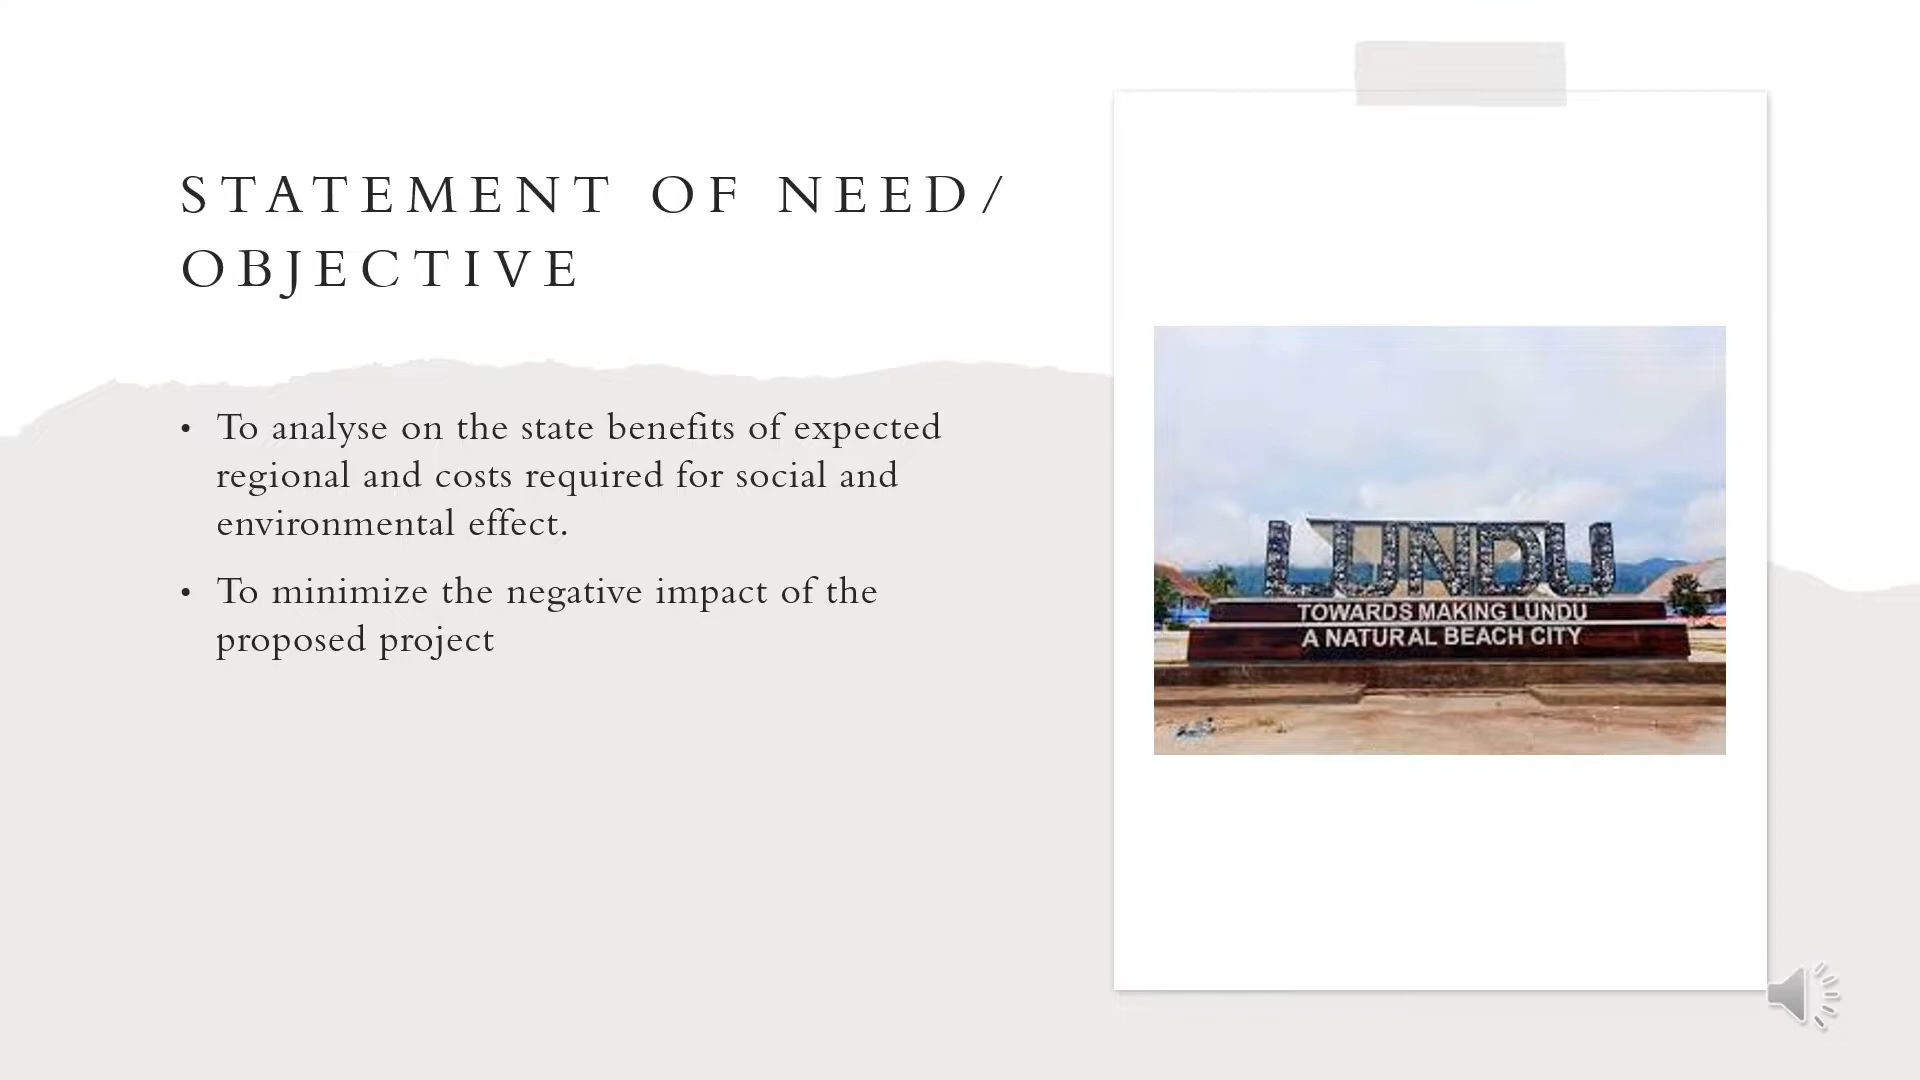 STATEMENT OF NEED/
OBJECTIVE
• To analyse on the state benefits of expected
regional and costs required for social and
environmental effect.
• To minimize the negative impact of the
proposed project
LUNDU
TOWARDS MAKING LUNDU
A NATURAL BEACH CITY